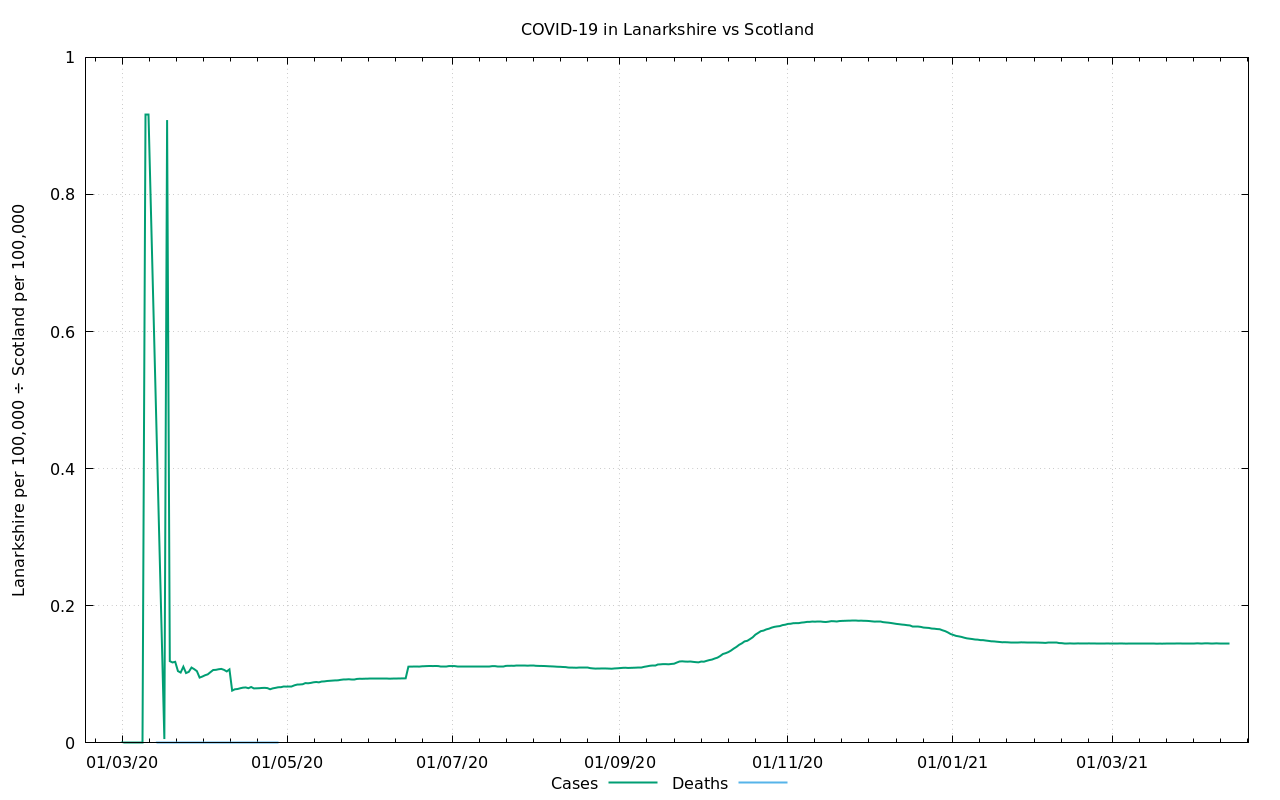 COVID-19 in Lanarkshire vs Scotland
Lanarkshire per 100,000 ÷ Scotland per 100,000
1
0.8
0.6
0.4
0.2
0
01/03/20 01/05/20 01/07/20 01/09/20 01/11/20 01/01/21 01/03/21
Cases Deaths